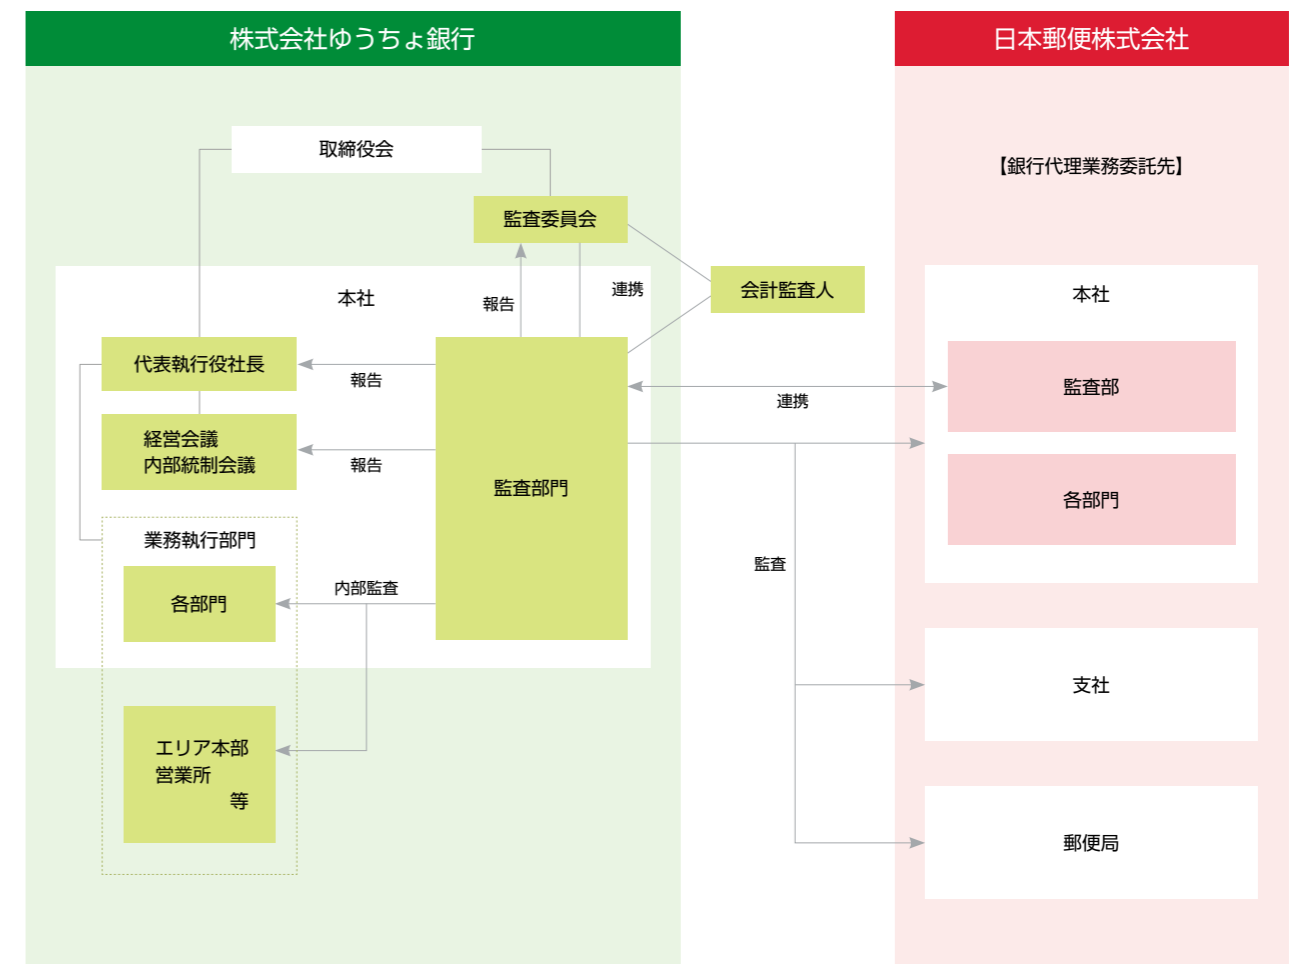 株式会社ゆうちょ銀行
日本郵便株式会社
取締役会
【銀行代理業務委託先】
監査委員会
本社
報告
連携
会計監査人
本社
代表執行役社長
報告
監査部
連携
経営会議
内部統制会議
報告
監査部門
各部門
業務執行部門
監査
内部監査
各部門
支社
エリア本部
営業所
等
郵便局